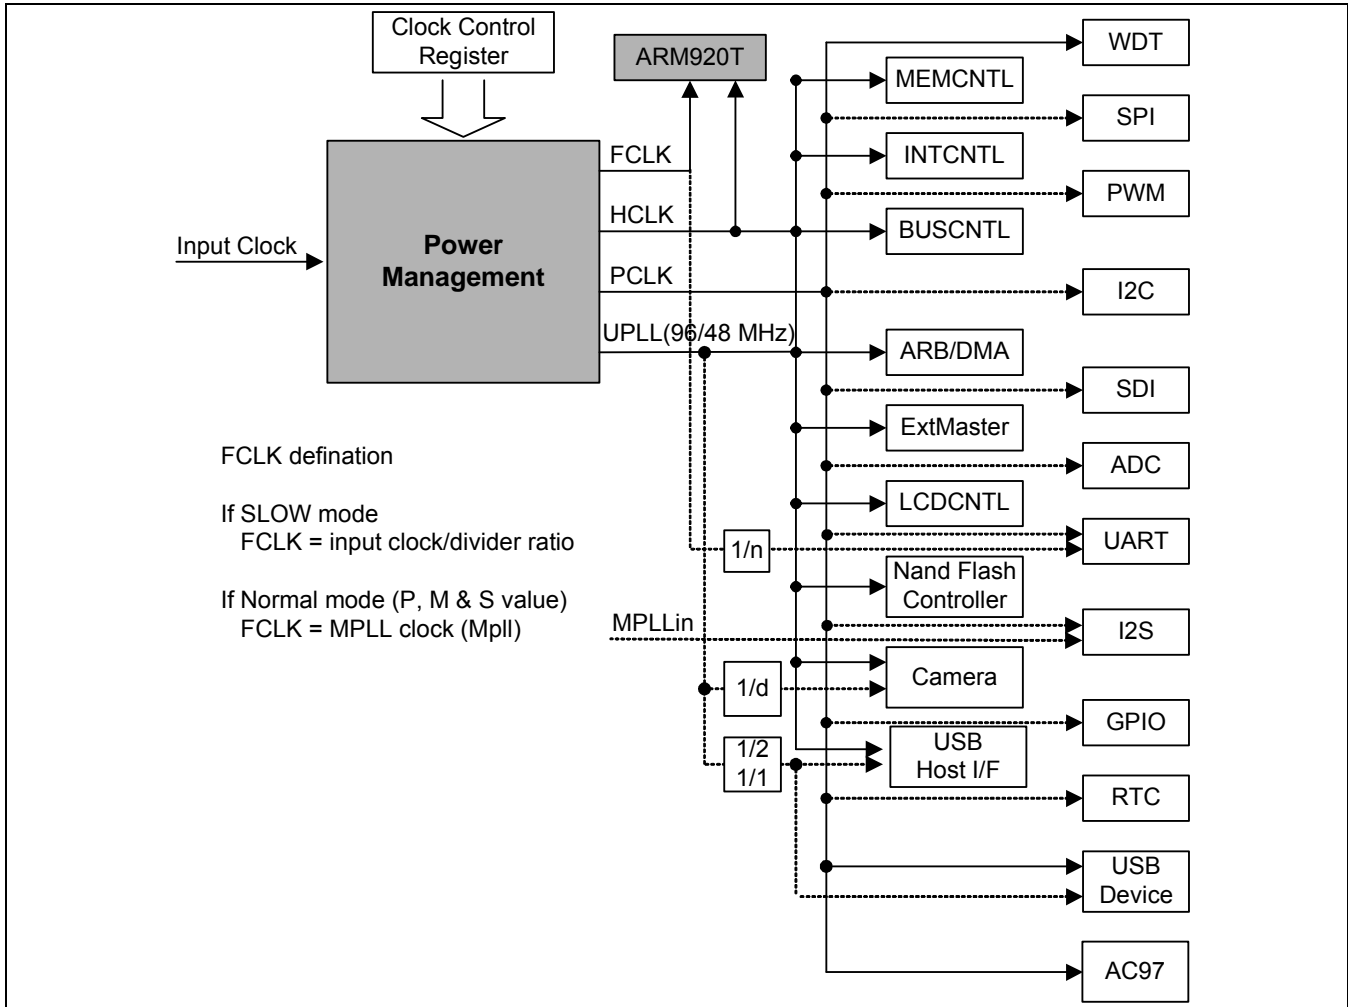 Clock Control
Register
ARM920T
WDT
MEMCNTL
SPI
FCLK
INTCNTL
PWM
HCLK
BUSCNTL
Input Clock
Power
Management
PCLK
I2C
UPLL(96/48 MHz)
ARB/DMA
SDI
ExtMaster
FCLK defination
ADC
LCDCNTL
If SLOW mode
FCLK = input clock/divider ratio
1/n
UART
Nand Flash
Controller
If Normal mode (P, M & S value)
FCLK = MPLL clock (Mpll)
MPLLin
I2S
Camera
1/d
GPIO
1/2
1/1
USB
Host I/F
RTC
USB
Device
AC97